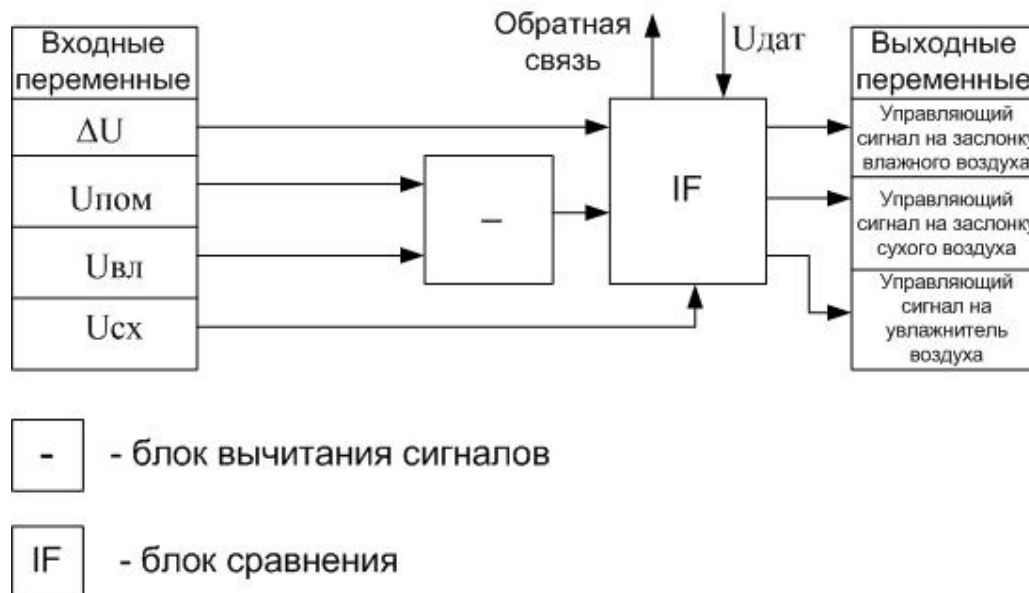 Входные
переменные
ΔU
Uпом
Uвл
Uсх
–
Обратная
связь
Uдат
IF
Выходные
переменные
Управляющий
сигнал на заслонку
влажного воздуха
Управляющий
сигнал на заслонку
сухого воздуха
Управляющий
сигнал на
увлажнитель
воздуха
- - блок вычитания сигналов
IF - блок сравнения